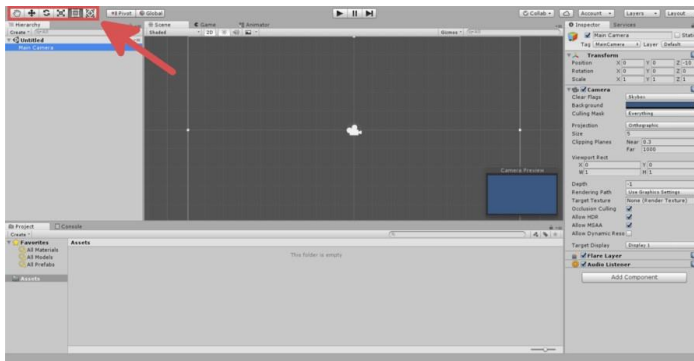 Pivot Global
Collab Account Layers Layout
Hierarchy
Create
Untitled
Main Camera
Scene Game Animator
Shaded 2D Gizmos
Camera Preview
Inspector Services
Main Camera Stati
Tag MainCamera Layer Default
Transform
Position X 0 Y 0 Z -10
Rotation X 0 Y 0 Z 0
Scale X 1 Y 1 Z 1
Camera
Clear Flags Skybox
Background
Culling Mask Everything
Projection Orthographic
Size 5
Clipping Planes Near 0.3
Far 1000
Viewport Rect
X 0 Y 0
W 1 H 1
Depth -1
Rendering Path Use Graphics Settings
Target Texture None (Render Texture)
Occlusion Culling
Allow HDR
Allow MSAA
Allow Dynamic Reso
Target Display Display 1
Flare Layer
Audio Listener
Add Component
Project Console
Create
Favorites
All Materials
All Models
All Prefabs
Assets
Assets
This folder is empty